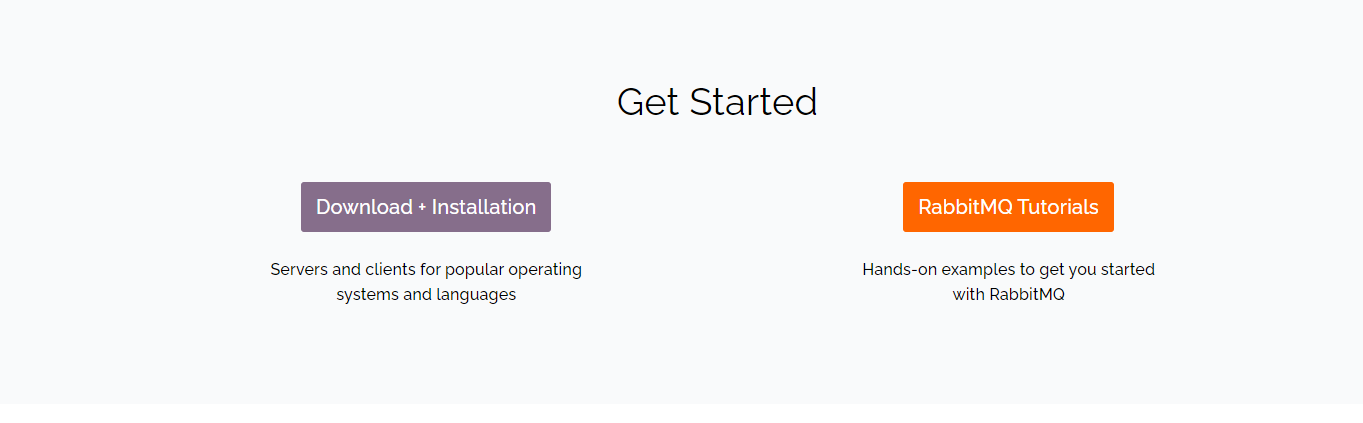 Get Started
Download + Installation
RabbitMQ Tutorials
Servers and clients for popular operating
systems and languages
Hands-on examples to get you started
with RabbitMQ